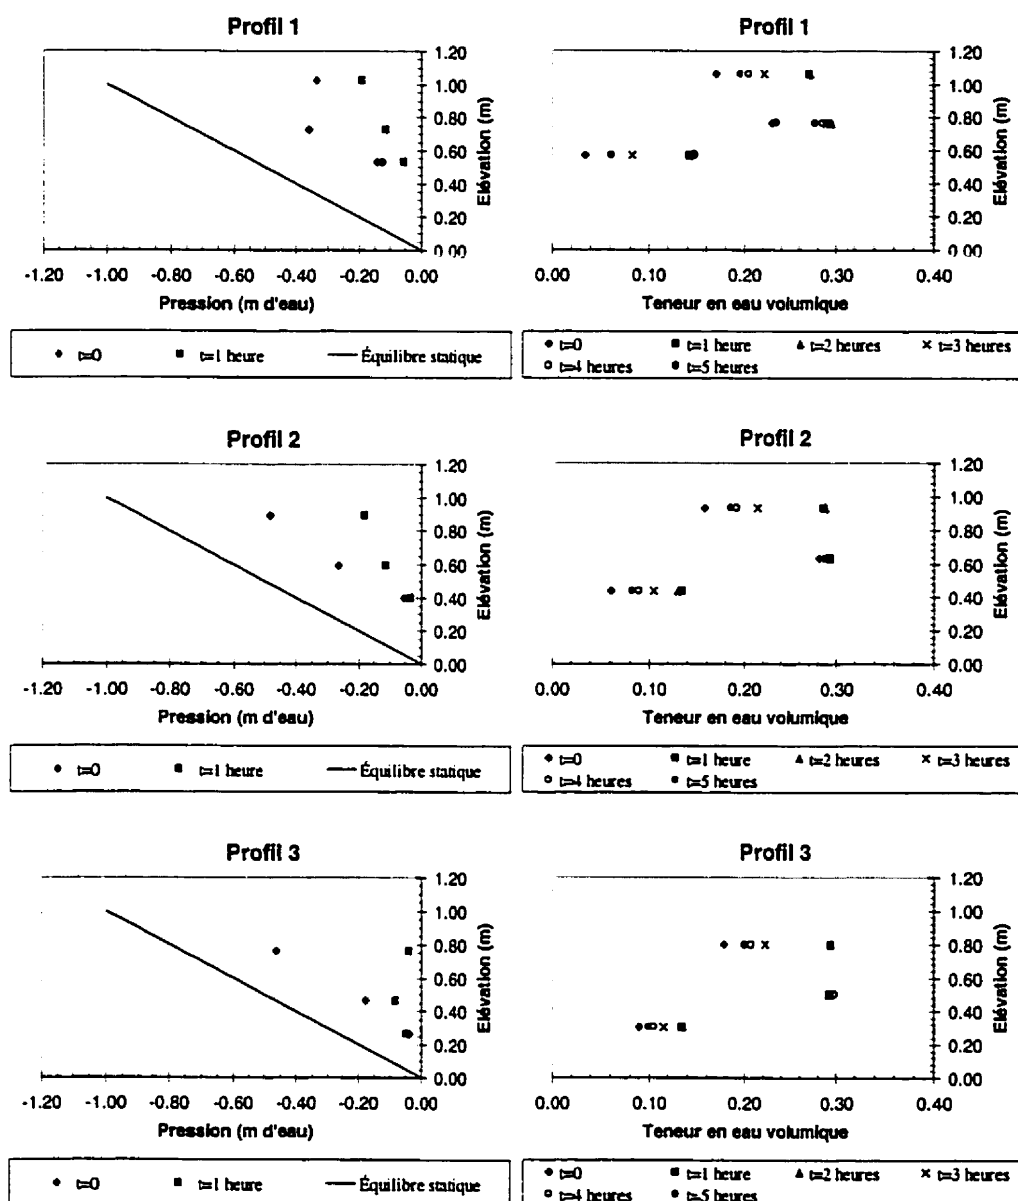 Profil 1
1.20
1.00
0.80
0.60
0.40
0.20
0.00
Elévation (m)
-1.20 -1.00 -0.80 -0.60 -0.40 -0.20 0.00
Pression (m d'eau)
t=0 t=1 heure Équilibre statique
Profil 1
1.20
1.00
0.80
0.60
0.40
0.20
0.00
Elévation (m)
0.00 0.10 0.20 0.30 0.40
Teneur en eau volumique
t=0 t=1 heure t=2 heures t=3 heures
t=4 heures t=5 heures
Profil 2
1.20
1.00
0.80
0.60
0.40
0.20
0.00
Elévation (m)
-1.20 -1.00 -0.80 -0.60 -0.40 -0.20 0.00
Pression (m d'eau)
t=0 t=1 heure Équilibre statique
Profil 2
1.20
1.00
0.80
0.60
0.40
0.20
0.00
Elévation (m)
0.00 0.10 0.20 0.30 0.40
Teneur en eau volumique
t=0 t=1 heure t=2 heures t=3 heures
t=4 heures t=5 heures
Profil 3
1.20
1.00
0.80
0.60
0.40
0.20
0.00
Elévation (m)
-1.20 -1.00 -0.80 -0.60 -0.40 -0.20 0.00
Pression (m d'eau)
t=0 t=1 heure Équilibre statique
Profil 3
1.20
1.00
0.80
0.60
0.40
0.20
0.00
Elévation (m)
0.00 0.10 0.20 0.30 0.40
Teneur en eau volumique
t=0 t=1 heure t=2 heures t=3 heures
t=4 heures t=5 heures